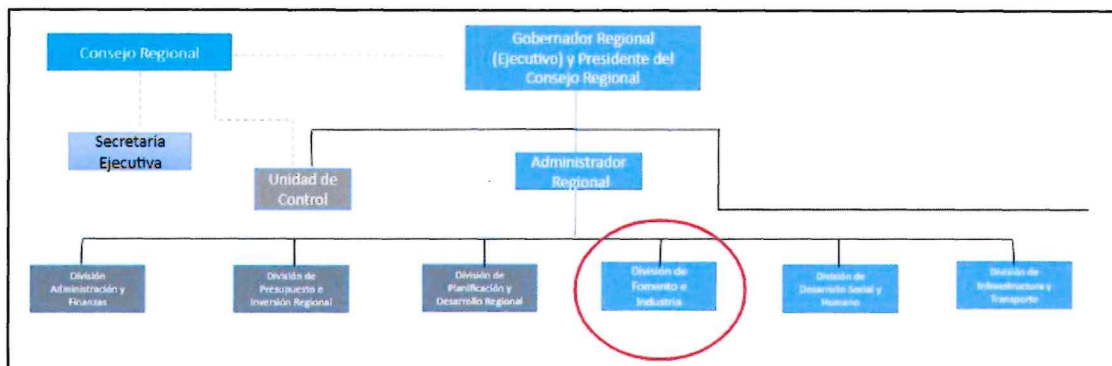 Consejo Regional
Gobernador Regional
(Ejecutivo) y Presidente del
Consejo Regional
Secretaría
Ejecutiva
Unidad de
Control
Administrador
Regional
División
Administración y
Finanzas
División de
Presupuesto e
Inversión Regional
División de
Planificación y
Desarrollo Regional
División de
Fomento e
Industria
División de
Desarrollo Social y
Humano
División de
Infraestructura y
Transporte